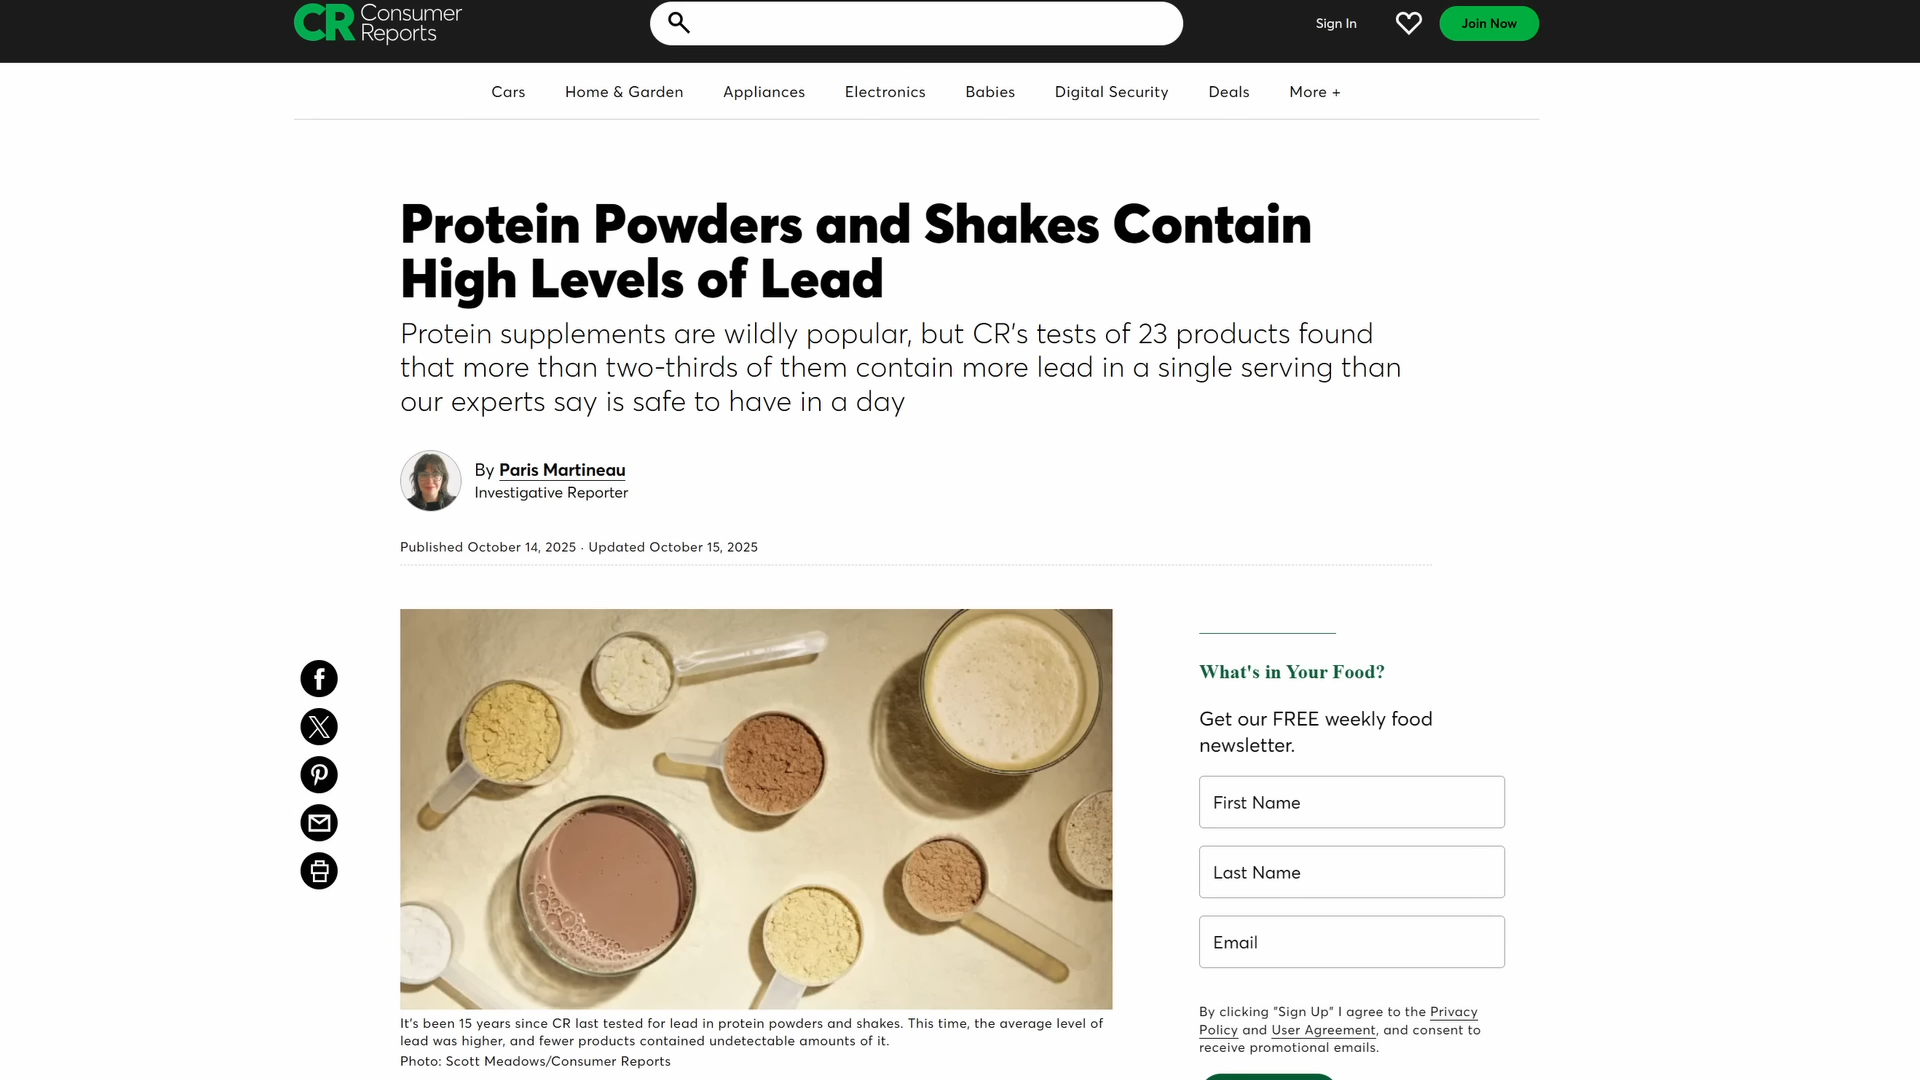 CR Consumer
Reports
Sign In
Join Now
Cars
Home & Garden
Appliances
Electronics
Babies
Digital Security
Deals
More +
Protein Powders and Shakes Contain
High Levels of Lead
Protein supplements are wildly popular, but CR's tests of 23 products found
that more than two-thirds of them contain more lead in a single serving than
our experts say is safe to have in a day
By Paris Martineau
Investigative Reporter
Published October 14, 2025 · Updated October 15, 2025
It's been 15 years since CR last tested for lead in protein powders and shakes. This time, the average level of
lead was higher, and fewer products contained undetectable amounts of it.
Photo: Scott Meadows/Consumer Reports
What's in Your Food?
Get our FREE weekly food
newsletter.
First Name
Last Name
Email
By clicking "Sign Up" I agree to the Privacy
Policy and User Agreement, and consent to
receive promotional emails.